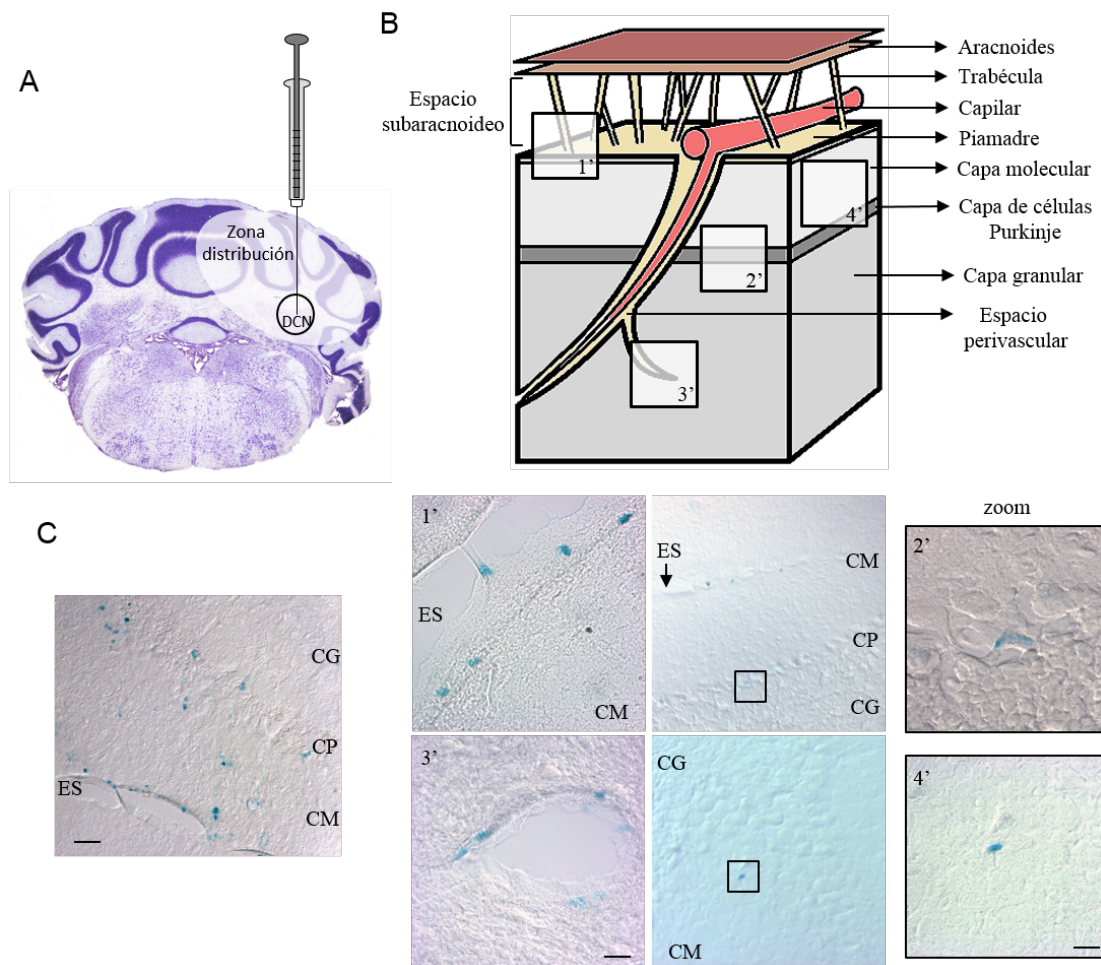 A
Zona
distribución
DCN
B
Espacio
subaracnoideo
Aracnoides
Trabécula
Capilar
Piamadre
Capa molecular
Capa de células
Purkinje
Capa granular
Espacio
perivascular
1’
2’
3’
4’
C
CG
CP
ES
CM
1’
ES
CM
ES
CM
CP
CG
zoom
2’
3’
CG
CM
4’